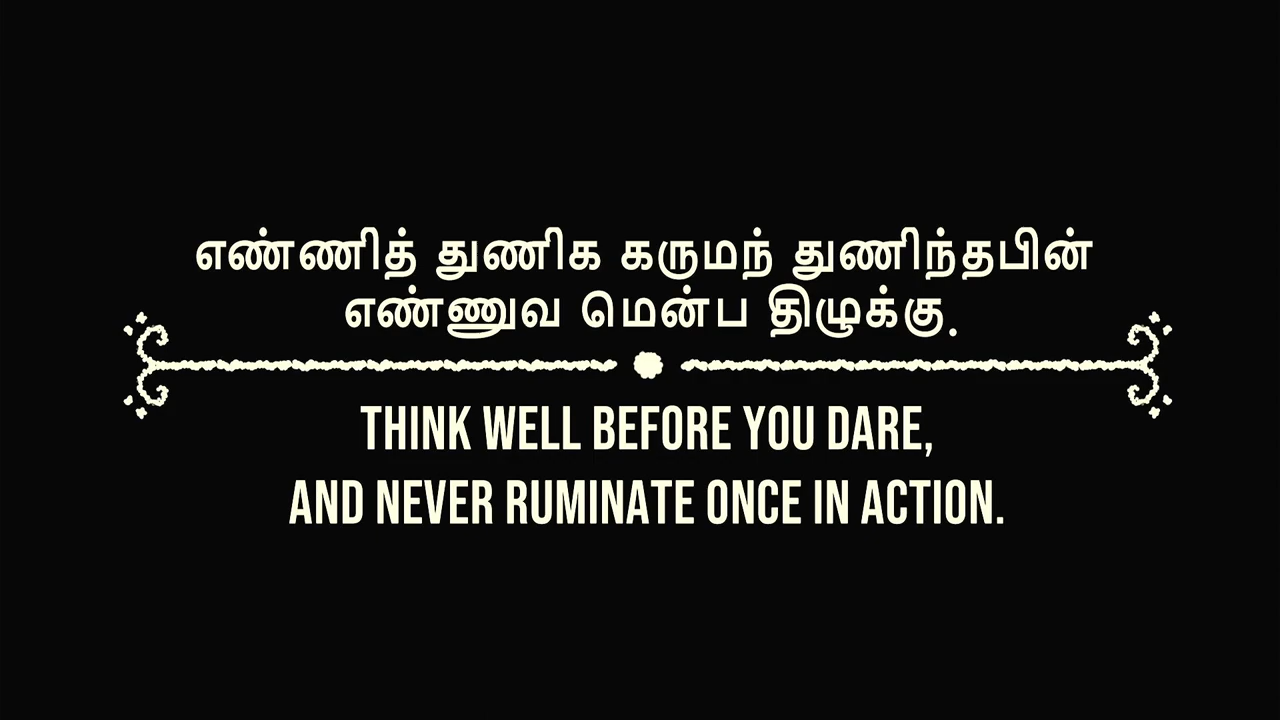 எண்ணித் துணிக கருமந் துணிந்தபின்
எண்ணுவ மென்ப திழுக்கு.
THINK WELL BEFORE YOU DARE,
AND NEVER RUMINATE ONCE IN ACTION.